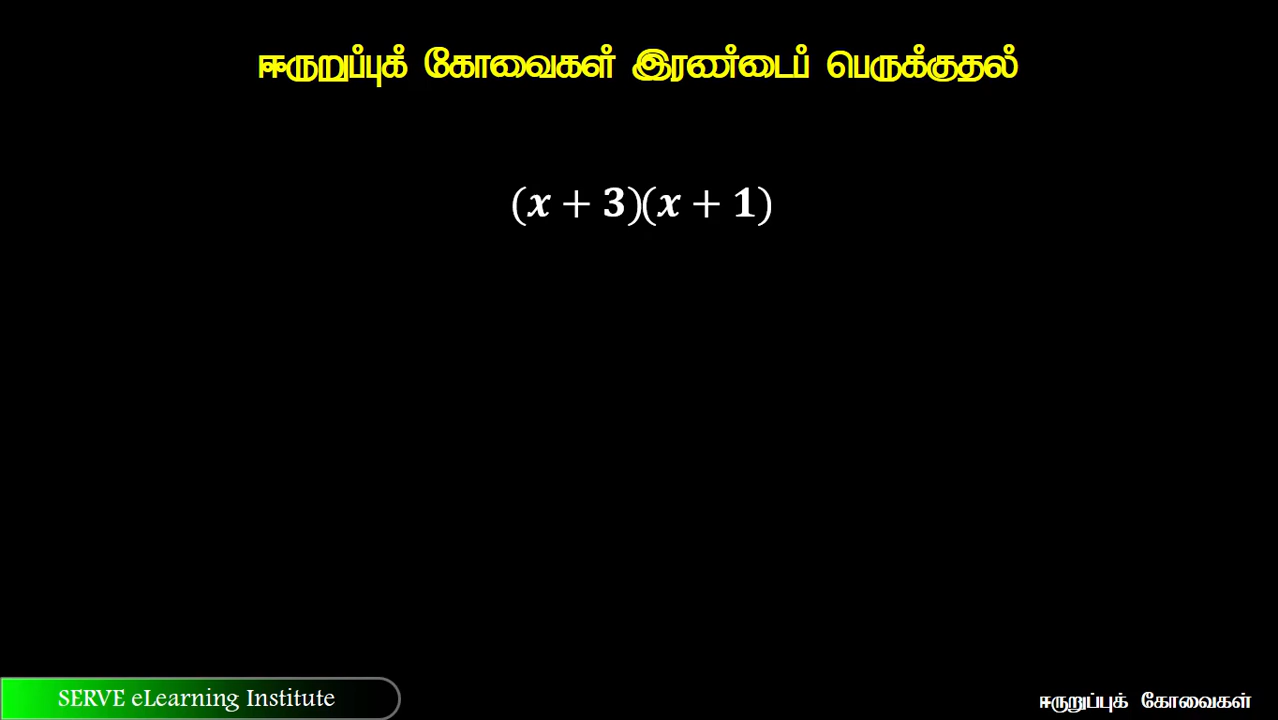 ஈருறுப்புக் கோவைகள் இரண்டைப் பெருக்குதல்
(x + 3)(x + 1)
SERVE eLearning Institute
ஈருறுப்புக் கோவைகள்